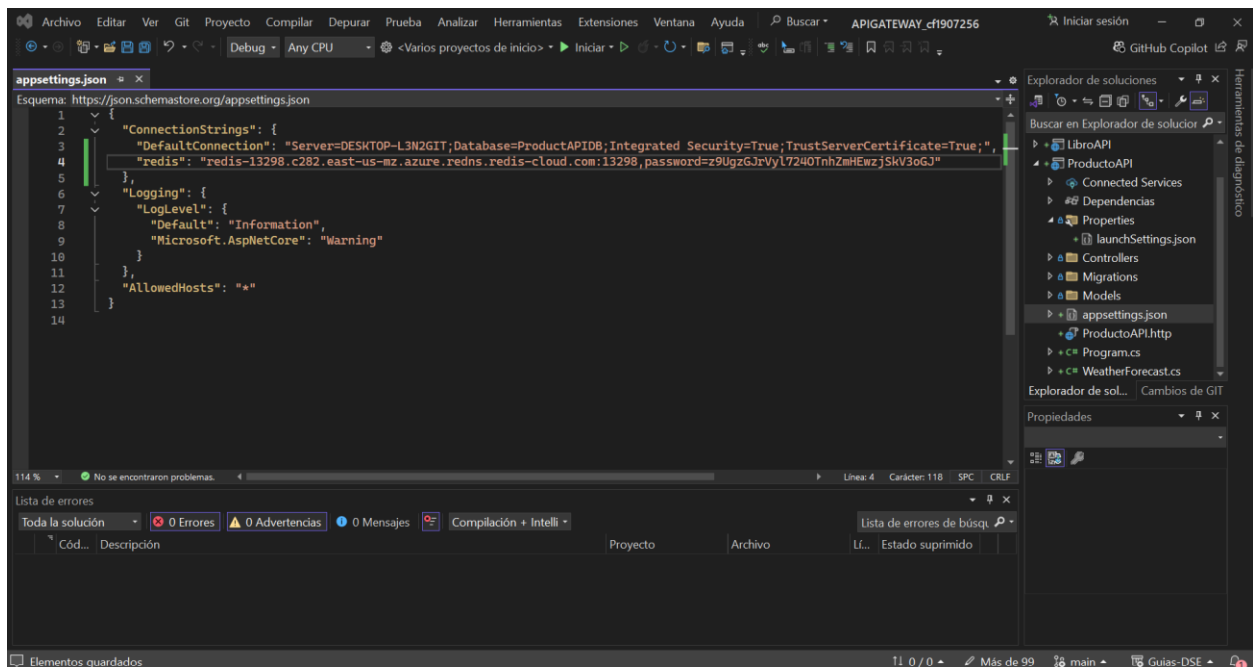 Archivo Editar Ver Git Proyecto Compilar Depurar Prueba Analizar Herramientas Extensiones Ventana Ayuda Buscar APIGATEWAY_cf1907256 Iniciar sesión
Debug Any CPU <Varios proyectos de inicio> Iniciar GitHub Copilot
appsettings.json
Esquema: https://json.schemastore.org/appsettings.json
1 {
2 "ConnectionStrings": {
3 "DefaultConnection": "Server=DESKTOP-L3N2GIT;Database=ProductAPIDB;Integrated Security=True;TrustServerCertificate=True;",
4 "redis": "redis-13298.c282.east-us-mz.azure.redns.redis-cloud.com:13298,password=z9UgzGJrVyl724OTnhZmHEwzjSkV3oGJ"
5 },
6 "Logging": {
7 "LogLevel": {
8 "Default": "Information",
9 "Microsoft.AspNetCore": "Warning"
10 }
11 },
12 "AllowedHosts": "*"
13 }
14
114 % No se encontraron problemas. Línea: 4 Carácter: 118 SPC CRLF
Explorador de soluciones
Buscar en Explorador de solucior
LibroAPI
ProductoAPI
Connected Services
Dependencias
Properties
launchSettings.json
Controllers
Migrations
Models
appsettings.json
ProductoAPI.http
C# Program.cs
C# WeatherForecast.cs
Explorador de sol... Cambios de GIT
Propiedades
Herramientas de diagnóstico
Lista de errores
Toda la solución 0 Errores 0 Advertencias 0 Mensajes Compilación + Intelli Lista de errores de búsqu
Cód... Descripción Proyecto Archivo Lí... Estado suprimido
Elementos guardados 0 / 0 Más de 99 main Guias-DSE